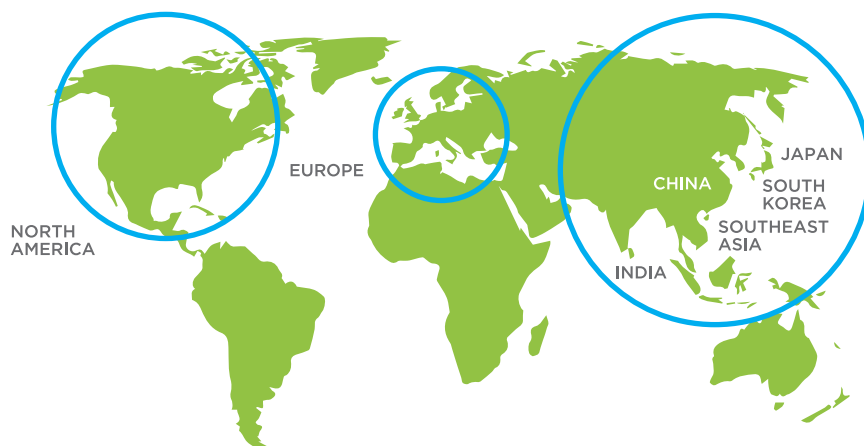 NORTH
AMERICA
EUROPE
CHINA
JAPAN
SOUTH
KOREA
SOUTHEAST
ASIA
INDIA